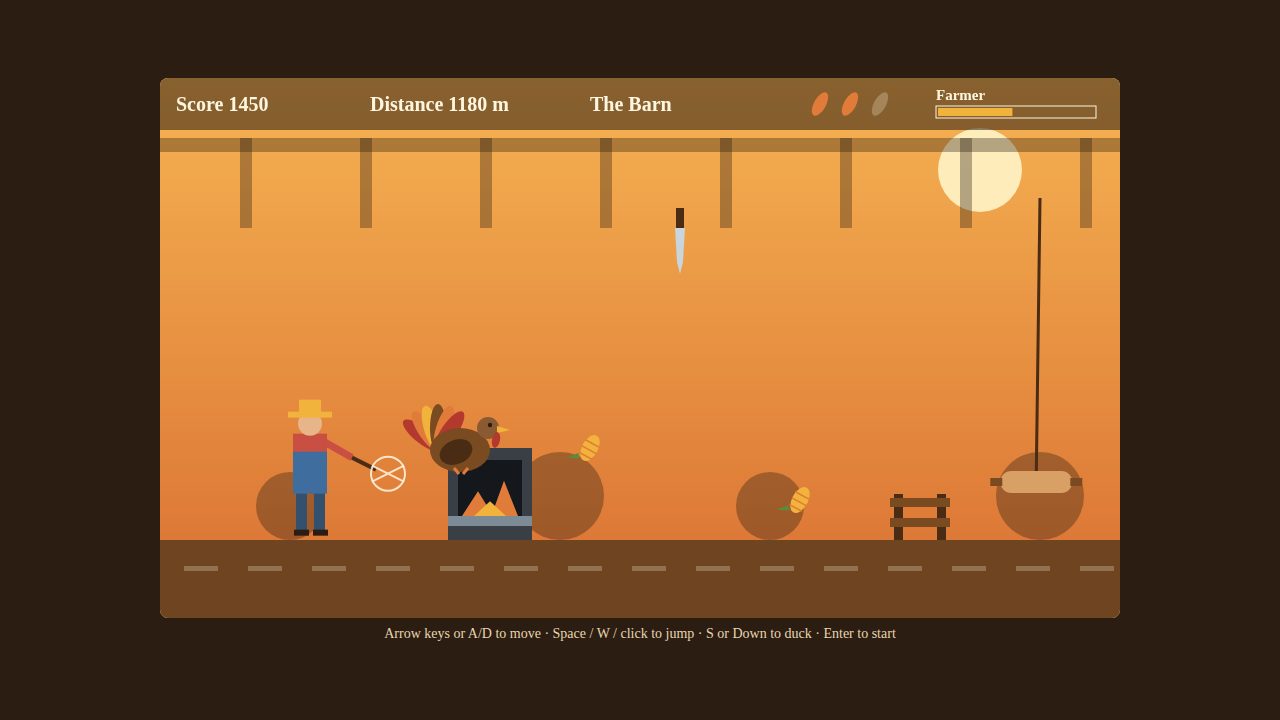 Score 1450
Distance 1180 m
The Barn
Farmer
Arrow keys or A/D to move · Space / W / click to jump · S or Down to duck · Enter to start